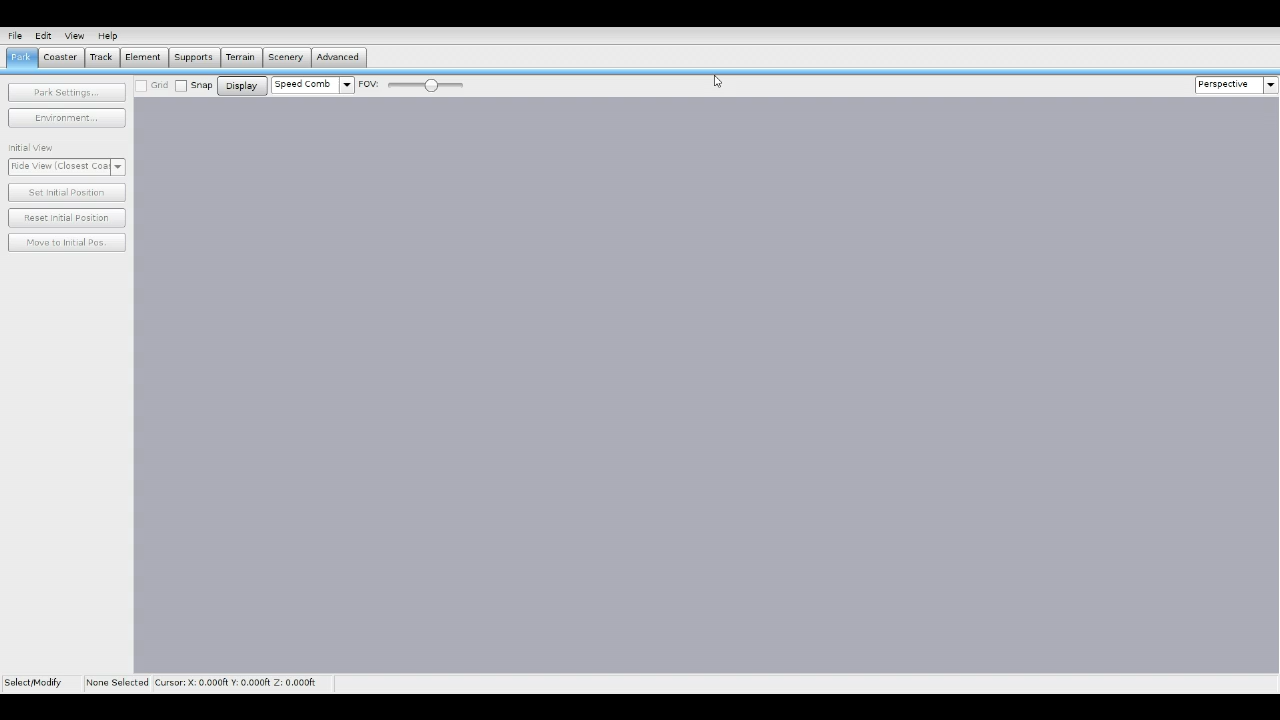 File Edit View Help
Park Coaster Track Element Supports Terrain Scenery Advanced
Grid Snap Display Speed Comb FOV: Perspective
Park Settings...
Environment...
Initial View
Ride View (Closest Coa
Set Initial Position
Reset Initial Position
Move to Initial Pos.
Select/Modify None Selected Cursor: X: 0.000ft Y: 0.000ft Z: 0.000ft